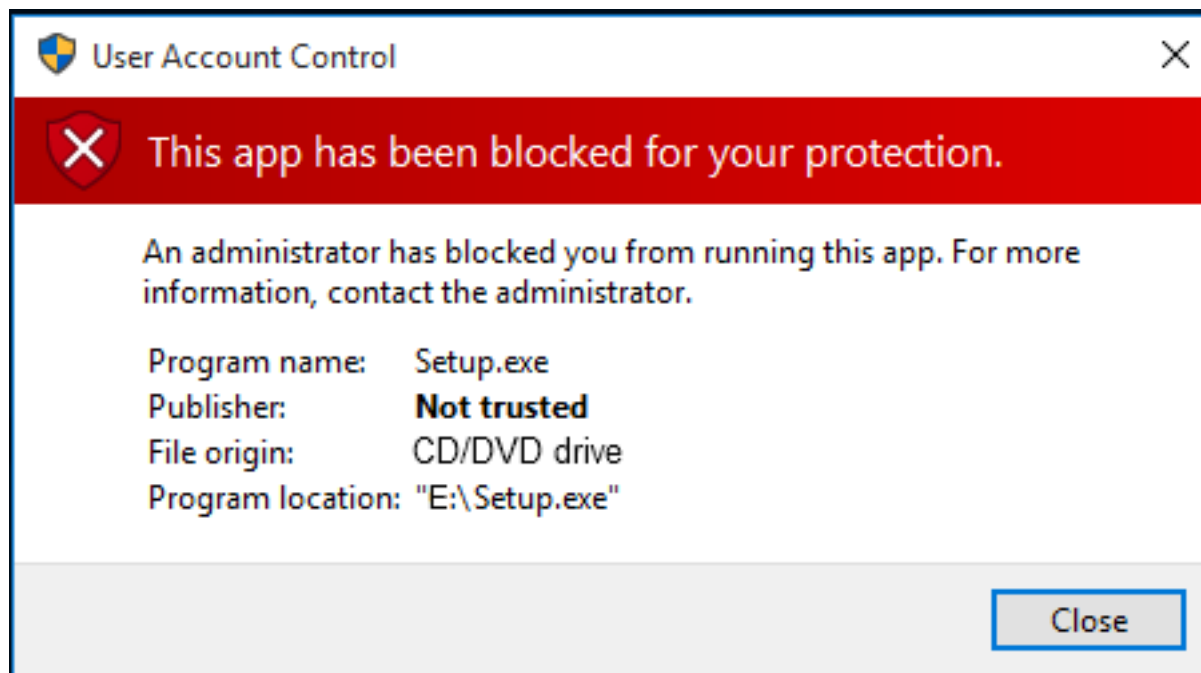 User Account Control
This app has been blocked for your protection.
An administrator has blocked you from running this app. For more
information, contact the administrator.
Program name: Setup.exe
Publisher: Not trusted
File origin: CD/DVD drive
Program location: "E:\Setup.exe"
Close